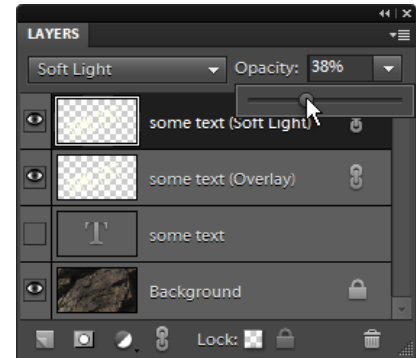 LAYERS
Soft Light Opacity: 38%
some text (Soft Light)
some text (Overlay)
T some text
Background
Lock: